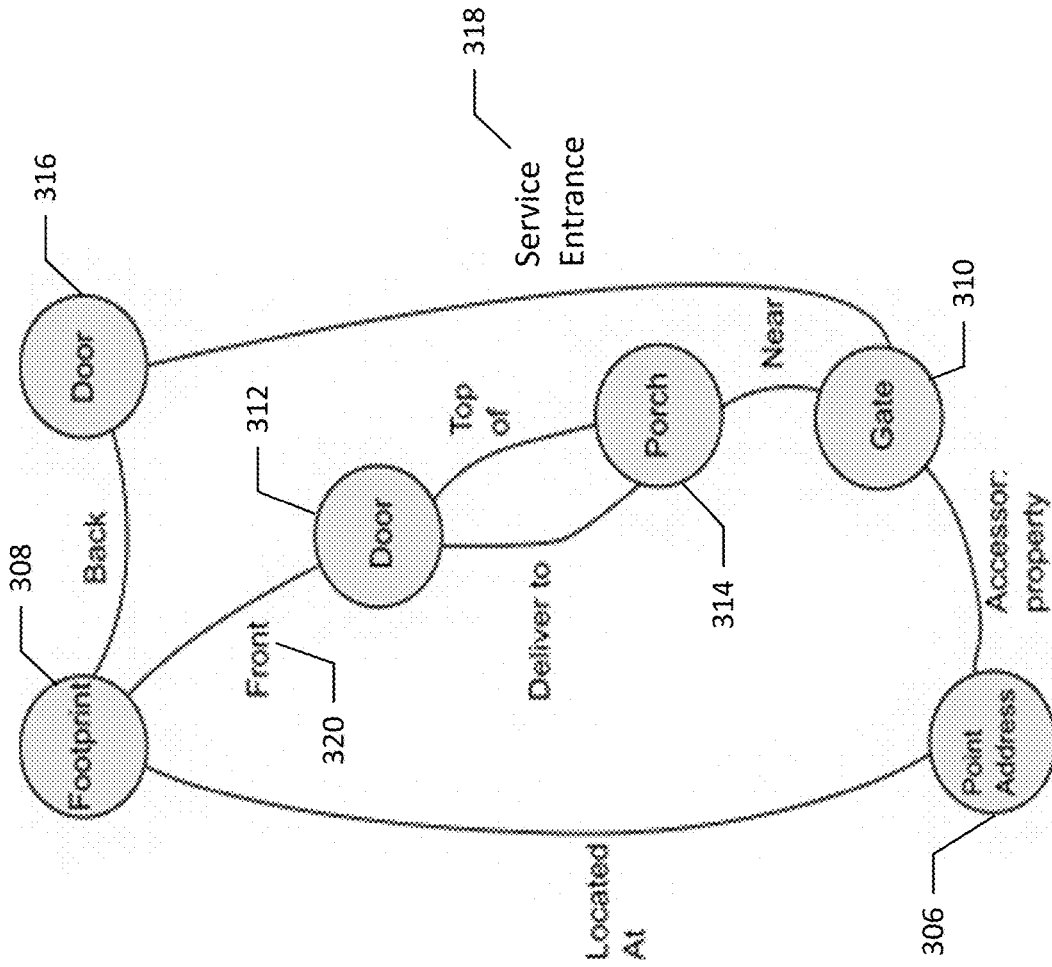 316
308
Door
Back
Footprint
318
Service
Entrance
312
Door
Front
320
Top
of
Deliver to
Porch
314
Near
Gate
310
Located
At
Point
Address
306
Accessor:
property